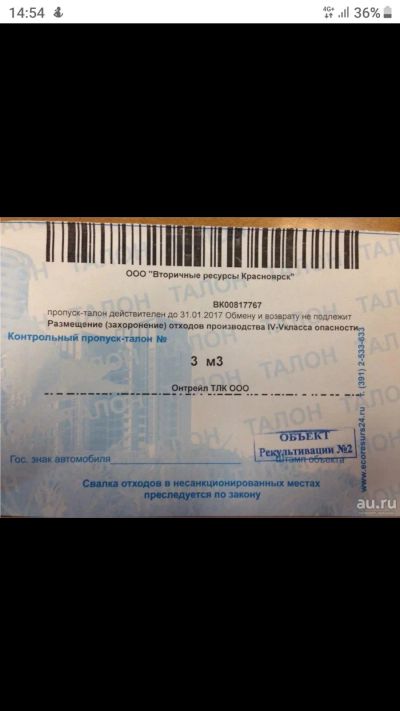 14:54
4G+ 36%
ООО "Вторичные ресурсы Красноярск"
ВК00817767
пропуск-талон действителен до 31.01.2017 Обмену и возврату не подлежит
Размещение (захоронение) отходов производства IV-Vкласса опасности
Контрольный пропуск-талон №
3 м3
Онтрейл ТЛК ООО
ОБЪЕКТ
Рекультивации №2
Гос. знак автомобиля
Штамп объекта
Свалка отходов в несанкционированных местах
преследуется по закону
www.ecoresurs24.ru т. (391) 2-533-633
ТАЛОН ТАЛОН ТАЛОН ТАЛОН ТАЛОН
au.ru